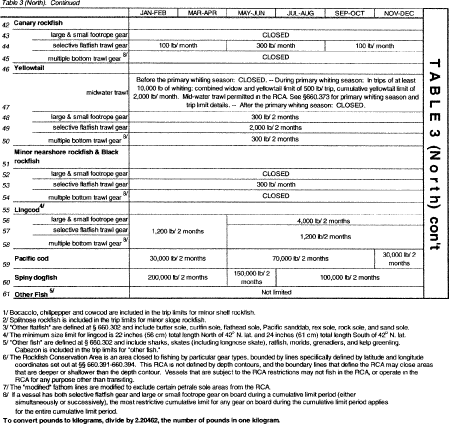 Table 3 (North). Continued
JAN-FEB MAR-APR MAY-JUN JUL-AUG SEP-OCT NOV-DEC
42 Canary rockfish
43 large & small footrope gear CLOSED
44 selective flatfish trawl gear 100 lb/ month 300 lb/ month 100 lb/ month
45 multiple bottom trawl gear 8/ CLOSED
46 Yellowtail
47 midwater trawl
Before the primary whiting season: CLOSED. -- During primary whiting season: In trips of at least
10,000 lb of whiting; combined widow and yellowtail limit of 500 lb/ trip, cumulative yellowtail limit of
2,000 lb/ month. Mid-water trawl permitted in the RCA. See §660.373 for primary whiting season and
trip limit details. -- After the primary whiting season: CLOSED.
48 large & small footrope gear 300 lb/ 2 months
49 selective flatfish trawl gear 2,000 lb/ 2 months
50 multiple bottom trawl gear 8/ 300 lb/ 2 months
51 Minor nearshore rockfish & Black
rockfish
52 large & small footrope gear CLOSED
53 selective flatfish trawl gear 300 lb/ month
54 multiple bottom trawl gear 8/ CLOSED
55 Lingcod 4/
56 large & small footrope gear 4,000 lb/ 2 months
57 selective flatfish trawl gear 1,200 lb/ 2 months 1,200 lb/ 2 months
58 multiple bottom trawl gear 8/
59 Pacific cod 30,000 lb/ 2 months 70,000 lb/ 2 months 30,000 lb/ 2
months
60 Spiny dogfish 200,000 lb/ 2 months 150,000 lb/ 2
months 100,000 lb/ 2 months
61 Other Fish 5/ Not limited
TABLE 3 (North) con't
1/ Bocaccio, chilipepper and cowcod are included in the trip limits for minor shelf rockfish.
2/ Splitnose rockfish is included in the trip limits for minor slope rockfish.
3/ "Other flatfish" are defined at § 660.302 and include butter sole, curlfin sole, flathead sole, Pacific sanddab, rex sole, rock sole, and sand sole.
4/ The minimum size limit for lingcod is 22 inches (56 cm) total length North of 42° N. lat. and 24 inches (61 cm) total length South of 42° N. lat.
5/ "Other fish" are defined at § 660.302 and include sharks, skates (including longnose skate), ratfish, morids, grenadiers, and kelp greenling.
Cabezon is included in the trip limits for "other fish."
6/ The Rockfish Conservation Area is an area closed to fishing by particular gear types, bounded by lines specifically defined by latitude and longitude
coordinates set out at §§ 660.391-660.394. This RCA is not defined by depth contours, and the boundary lines that define the RCA may close areas
that are deeper or shallower than the depth contour. Vessels that are subject to the RCA restrictions may not fish in the RCA, or operate in the
RCA for any purpose other than transiting.
7/ The "modified" fathom lines are modified to exclude certain petrale sole areas from the RCA.
8/ If a vessel has both selective flatfish gear and large or small footrope gear on board during a cumulative limit period (either
simultaneously or successively), the most restrictive cumulative limit for any gear on board during the cumulative limit period applies
for the entire cumulative limit period.
To convert pounds to kilograms, divide by 2.20462, the number of pounds in one kilogram.